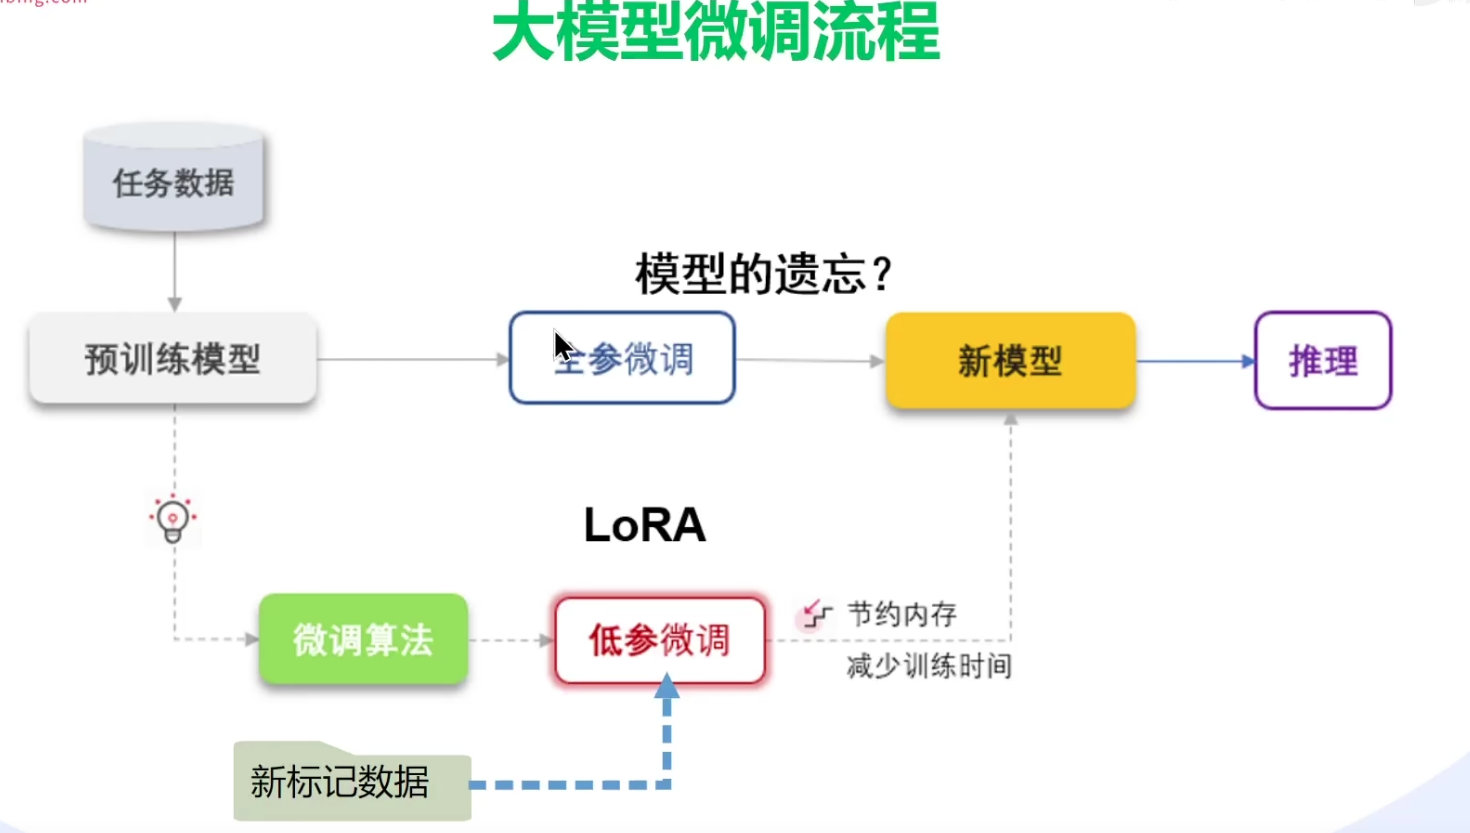 大模型微调流程
任务数据
模型的遗忘？
预训练模型
全参微调
新模型
推理
LoRA
微调算法
低参微调
节约内存
减少训练时间
新标记数据